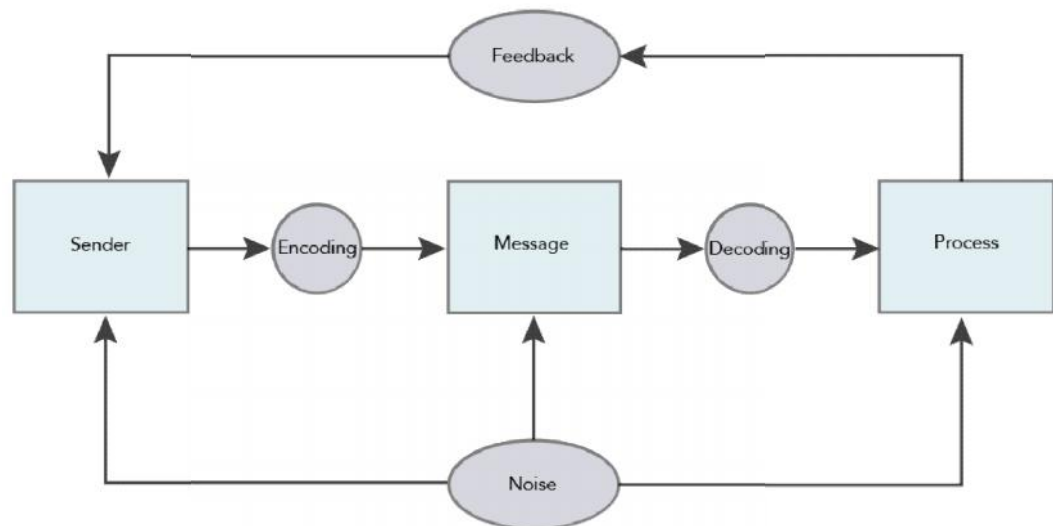 Feedback
Sender
Encoding
Message
Decoding
Process
Noise